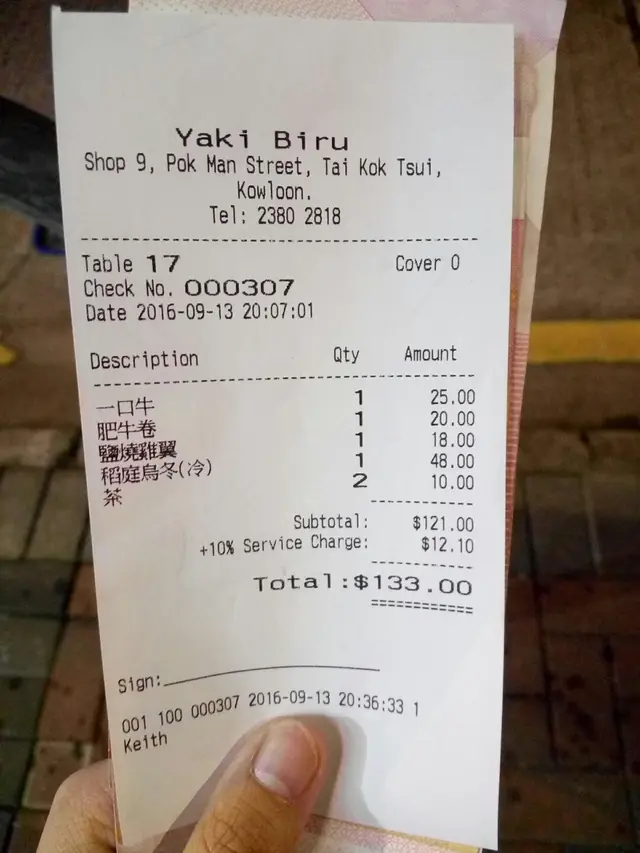 Yaki Biru
Shop 9, Pok Man Street, Tai Kok Tsui,
Kowloon.
Tel: 2380 2818
Table 17 Cover 0
Check No. 000307
Date 2016-09-13 20:07:01
Description Qty Amount
一口牛 1 25.00
肥牛卷 1 20.00
鹽燒雞翼 1 18.00
稻庭烏冬(冷) 1 48.00
茶 2 10.00
Subtotal: $121.00
+10% Service Charge: $12.10
Total:$133.00
Sign:
001 100 000307 2016-09-13 20:36:33 1
Keith